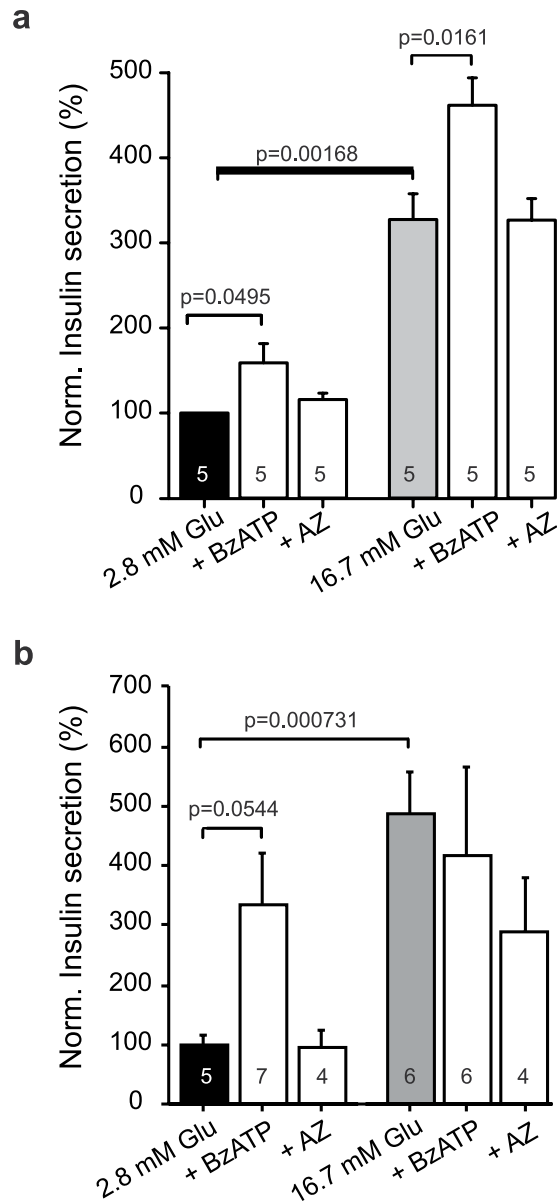 a
p=0.0161
500
p=0.00168
400
300
p=0.0495
200
100
0
Norm. Insulin secretion (%)
5 5 5 5 5 5
2.8 mM Glu + BzATP + AZ 16.7 mM Glu + BzATP + AZ
b
700
p=0.000731
600
500
p=0.0544
400
300
200
100
0
Norm. Insulin secretion (%)
5 7 4 6 6 4
2.8 mM Glu + BzATP + AZ 16.7 mM Glu + BzATP + AZ